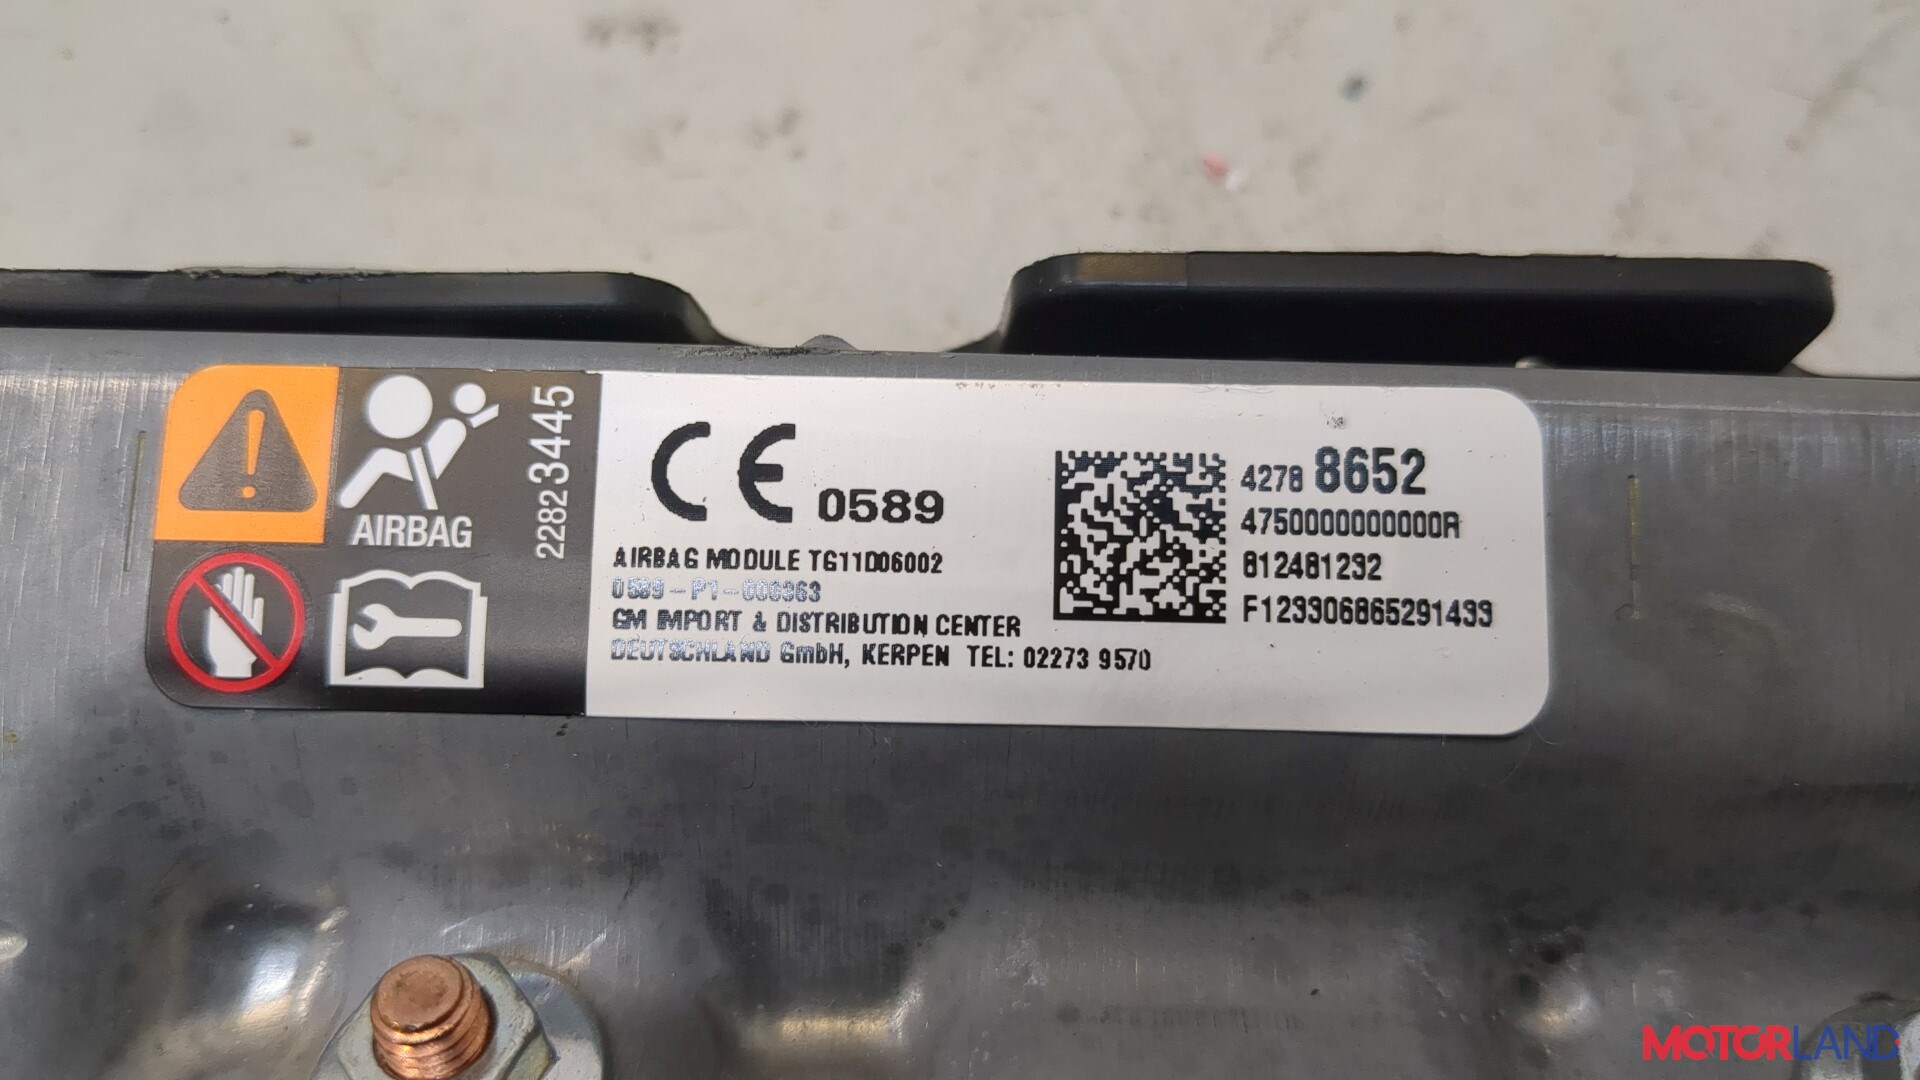 AIRBAG
22823445
CE 0589
AIRBAG MODULE TG11D06002
0589-P1-000363
GM IMPORT & DISTRIBUTION CENTER
DEUTSCHLAND GmbH, KERPEN TEL: 02273 9570
4278 8652
4750000000000R
812481232
F123306865291433
MOTORLAND